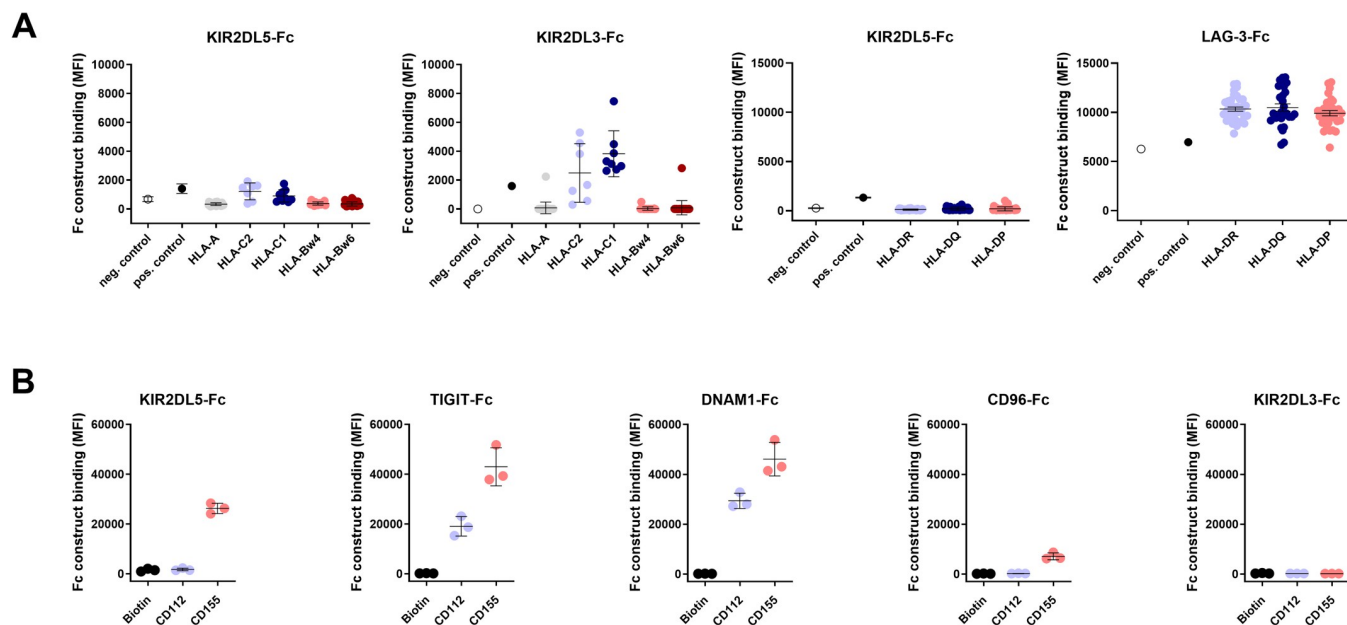 A
KIR2DL5-Fc
Fc construct binding (MFI)
10000
8000
6000
4000
2000
0
neg. control
pos. control
HLA-A
HLA-C2
HLA-C1
HLA-Bw4
HLA-Bw6
KIR2DL3-Fc
Fc construct binding (MFI)
10000
8000
6000
4000
2000
0
neg. control
pos. control
HLA-A
HLA-C2
HLA-C1
HLA-Bw4
HLA-Bw6
KIR2DL5-Fc
Fc construct binding (MFI)
15000
10000
5000
0
neg. control
pos. control
HLA-DR
HLA-DQ
HLA-DP
LAG-3-Fc
Fc construct binding (MFI)
15000
10000
5000
0
neg. control
pos. control
HLA-DR
HLA-DQ
HLA-DP
B
KIR2DL5-Fc
Fc construct binding (MFI)
60000
40000
20000
0
Biotin
CD112
CD155
TIGIT-Fc
Fc construct binding (MFI)
60000
40000
20000
0
Biotin
CD112
CD155
DNAM1-Fc
Fc construct binding (MFI)
60000
40000
20000
0
Biotin
CD112
CD155
CD96-Fc
Fc construct binding (MFI)
60000
40000
20000
0
Biotin
CD112
CD155
KIR2DL3-Fc
Fc construct binding (MFI)
60000
40000
20000
0
Biotin
CD112
CD155